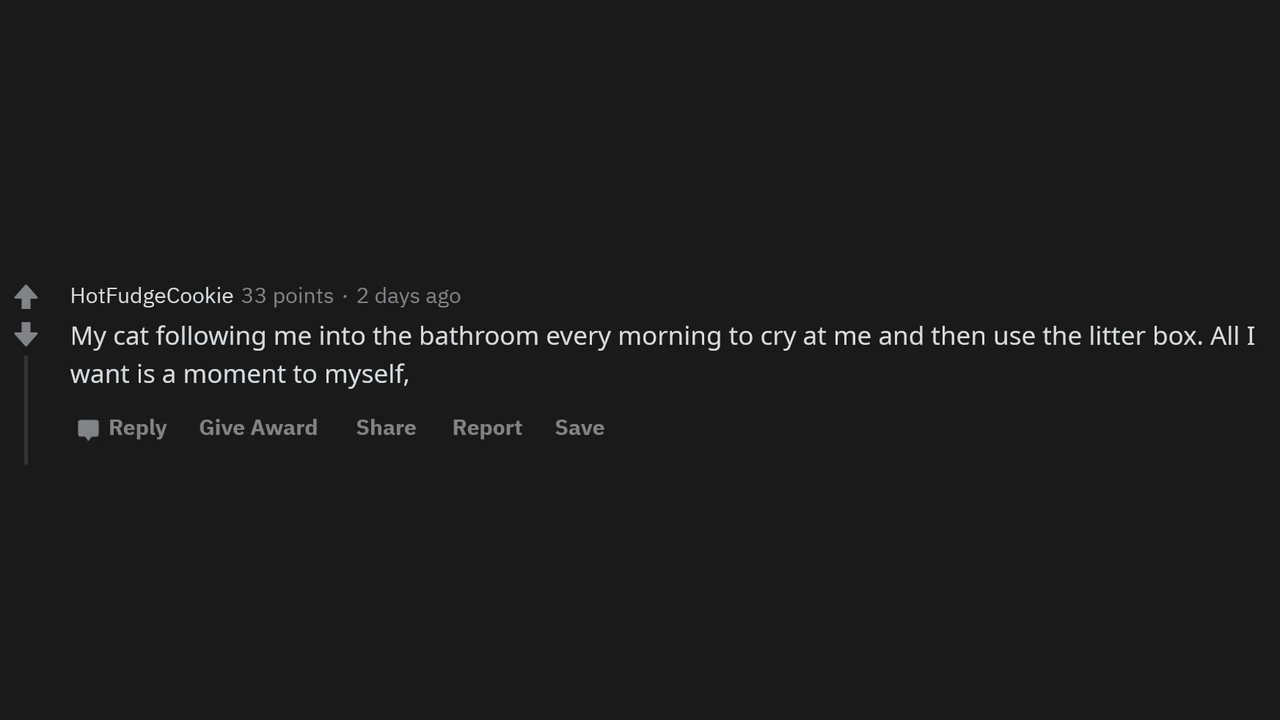 HotFudgeCookie 33 points · 2 days ago
My cat following me into the bathroom every morning to cry at me and then use the litter box. All I
want is a moment to myself,
Reply Give Award Share Report Save